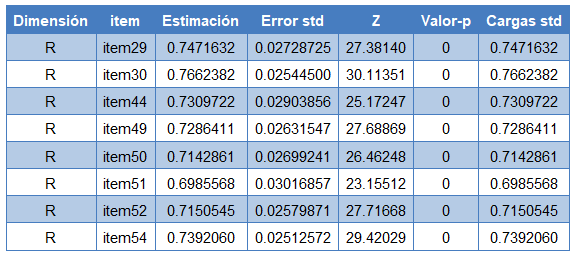 Dimensión item Estimación Error std Z Valor-p Cargas std
R item29 0.7471632 0.02728725 27.38140 0 0.7471632
R item30 0.7662382 0.02544500 30.11351 0 0.7662382
R item44 0.7309722 0.02903856 25.17247 0 0.7309722
R item49 0.7286411 0.02631547 27.68869 0 0.7286411
R item50 0.7142861 0.02699241 26.46248 0 0.7142861
R item51 0.6985568 0.03016857 23.15512 0 0.6985568
R item52 0.7150545 0.02579871 27.71668 0 0.7150545
R item54 0.7392060 0.02512572 29.42029 0 0.7392060